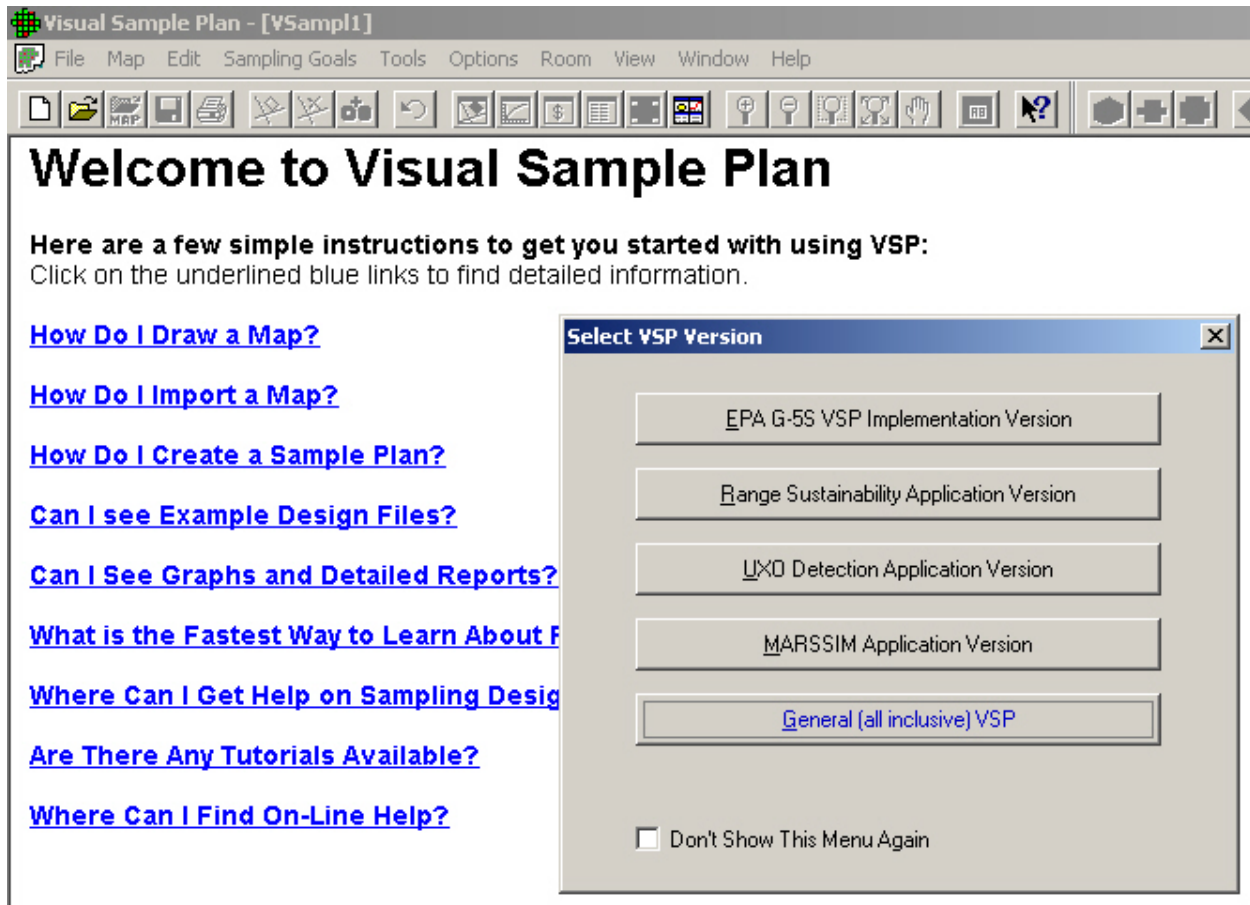 Visual Sample Plan - [VSampl1]
File Map Edit Sampling Goals Tools Options Room View Window Help
MAP
$
AB
?
Welcome to Visual Sample Plan
Here are a few simple instructions to get you started with using VSP:
Click on the underlined blue links to find detailed information.
How Do I Draw a Map?
How Do I Import a Map?
How Do I Create a Sample Plan?
Can I see Example Design Files?
Can I See Graphs and Detailed Reports?
What is the Fastest Way to Learn About
Where Can I Get Help on Sampling Desig
Are There Any Tutorials Available?
Where Can I Find On-Line Help?
Select VSP Version
EPA G-5S VSP Implementation Version
Range Sustainability Application Version
UXO Detection Application Version
MARSSIM Application Version
General (all inclusive) VSP
Don't Show This Menu Again